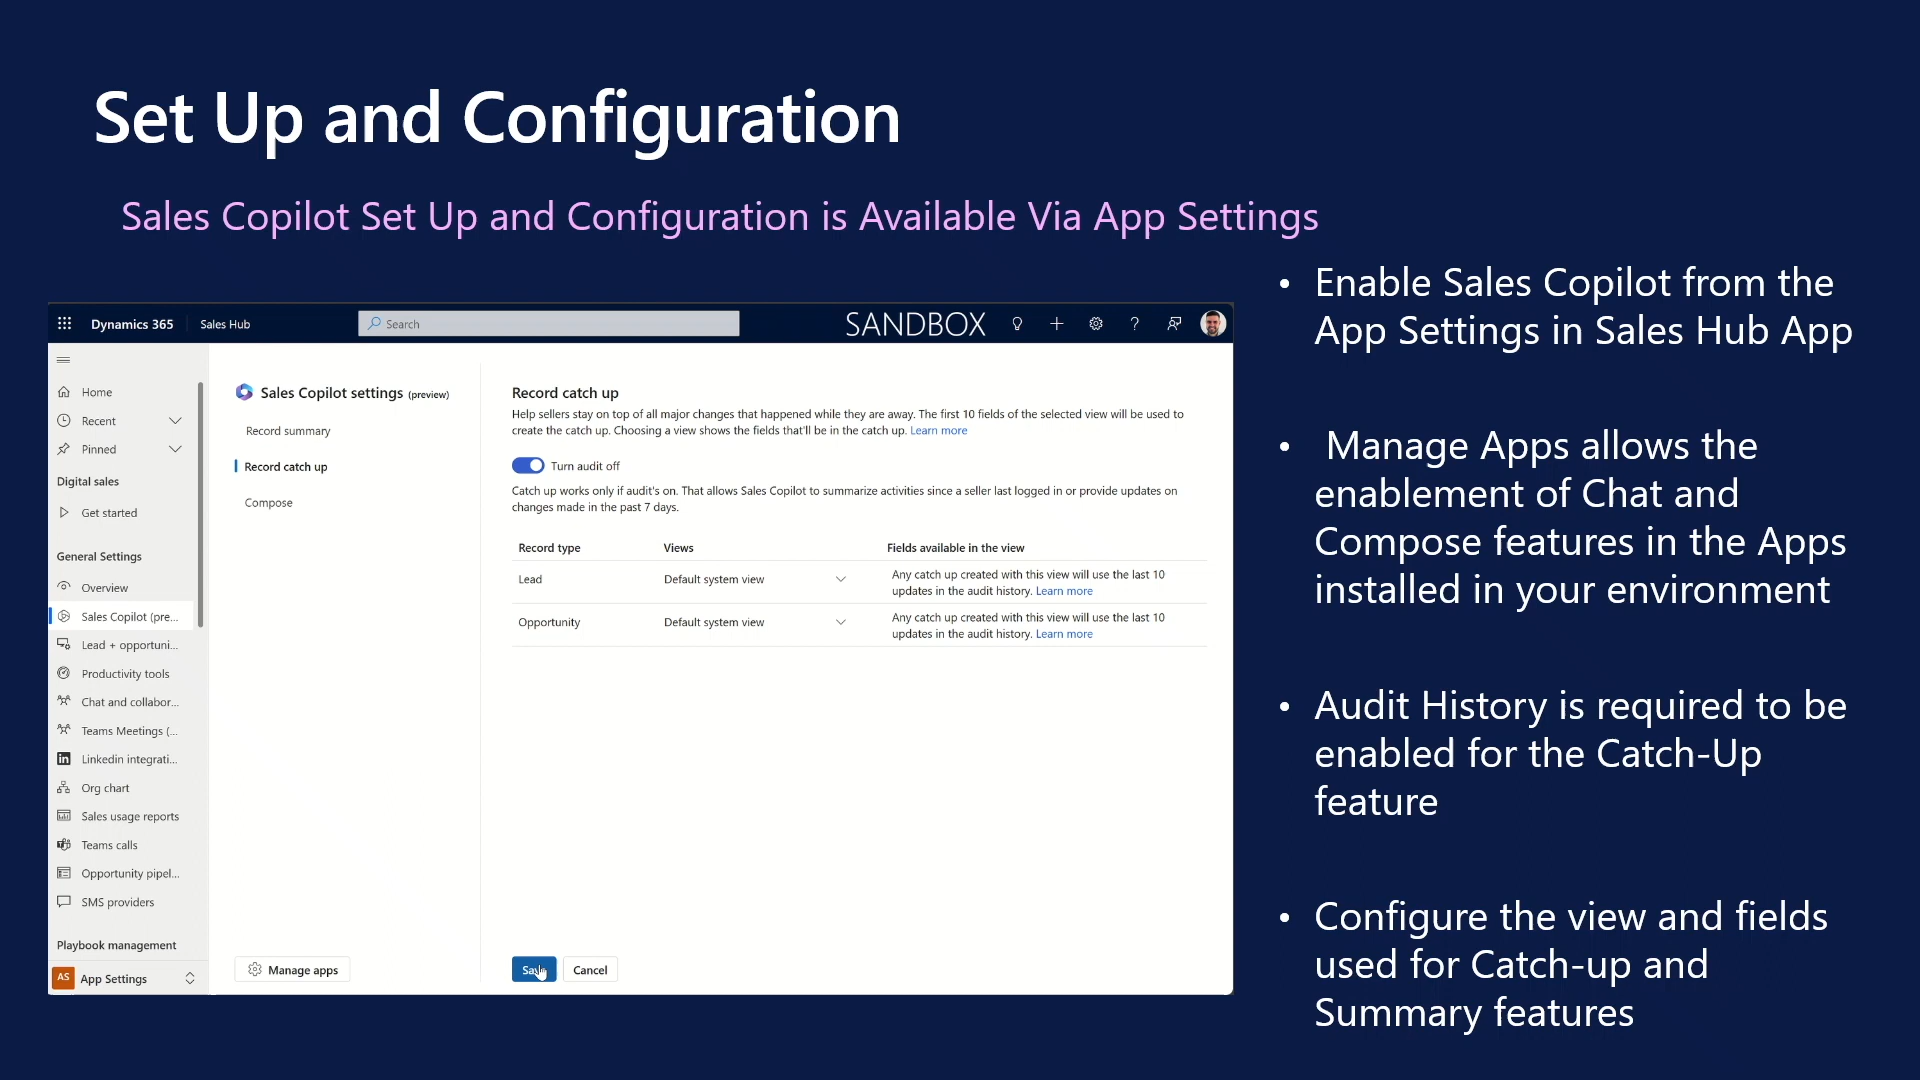 Set Up and Configuration
Sales Copilot Set Up and Configuration is Available Via App Settings
Dynamics 365
Sales Hub
Search
SANDBOX
Home
Recent
Pinned
Digital sales
Get started
General Settings
Overview
Sales Copilot (pre...
Lead + opportuni...
Productivity tools
Chat and collabor...
Teams Meetings (...
Linkedin integrati...
Org chart
Sales usage reports
Teams calls
Opportunity pipel...
SMS providers
Playbook management
AS
App Settings
Sales Copilot settings (preview)
Record summary
Record catch up
Compose
Manage apps
Record catch up
Help sellers stay on top of all major changes that happened while they are away. The first 10 fields of the selected view will be used to
create the catch up. Choosing a view shows the fields that'll be in the catch up. Learn more
Turn audit off
Catch up works only if audit's on. That allows Sales Copilot to summarize activities since a seller last logged in or provide updates on
changes made in the past 7 days.
Record type Views Fields available in the view
Lead Default system view Any catch up created with this view will use the last 10
updates in the audit history. Learn more
Opportunity Default system view Any catch up created with this view will use the last 10
updates in the audit history. Learn more
Save
Cancel
• Enable Sales Copilot from the
App Settings in Sales Hub App
• Manage Apps allows the
enablement of Chat and
Compose features in the Apps
installed in your environment
• Audit History is required to be
enabled for the Catch-Up
feature
• Configure the view and fields
used for Catch-up and
Summary features